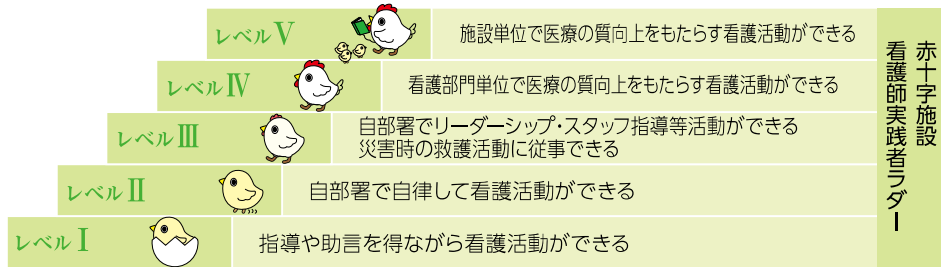 レベルⅤ
施設単位で医療の質向上をもたらす看護活動ができる
レベルⅣ
看護部門単位で医療の質向上をもたらす看護活動ができる
レベルⅢ
自部署でリーダーシップ・スタッフ指導等活動ができる
災害時の救護活動に従事できる
レベルⅡ
自部署で自律して看護活動ができる
レベルⅠ
指導や助言を得ながら看護活動ができる
赤十字施設
看護師実践者ラダー